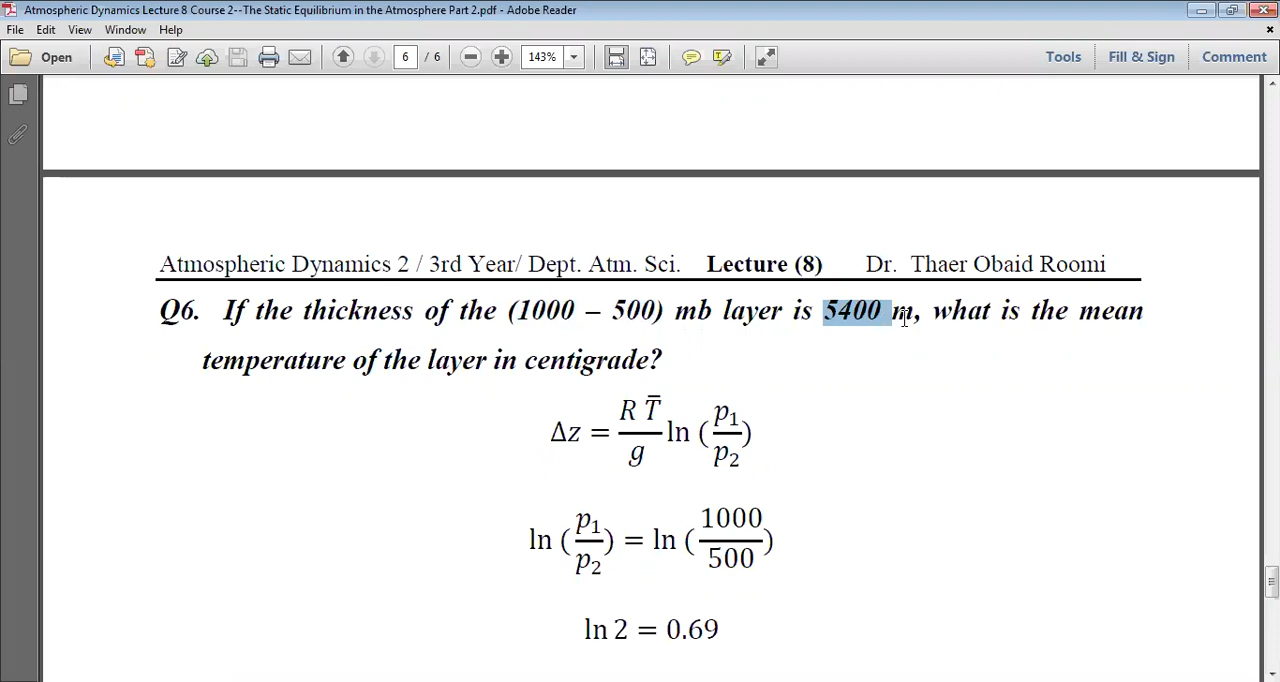 Atmospheric Dynamics Lecture 8 Course 2--The Static Equilibrium in the Atmosphere Part 2.pdf - Adobe Reader
File Edit View Window Help
Open 6 / 6 143% Tools Fill & Sign Comment
Atmospheric Dynamics 2 / 3rd Year/ Dept. Atm. Sci. Lecture (8) Dr. Thaer Obaid Roomi
Q6. If the thickness of the (1000 – 500) mb layer is 5400 m, what is the mean
temperature of the layer in centigrade?
Δz = R T̄ / g ln (p₁ / p₂)
ln (p₁ / p₂) = ln (1000 / 500)
ln 2 = 0.69